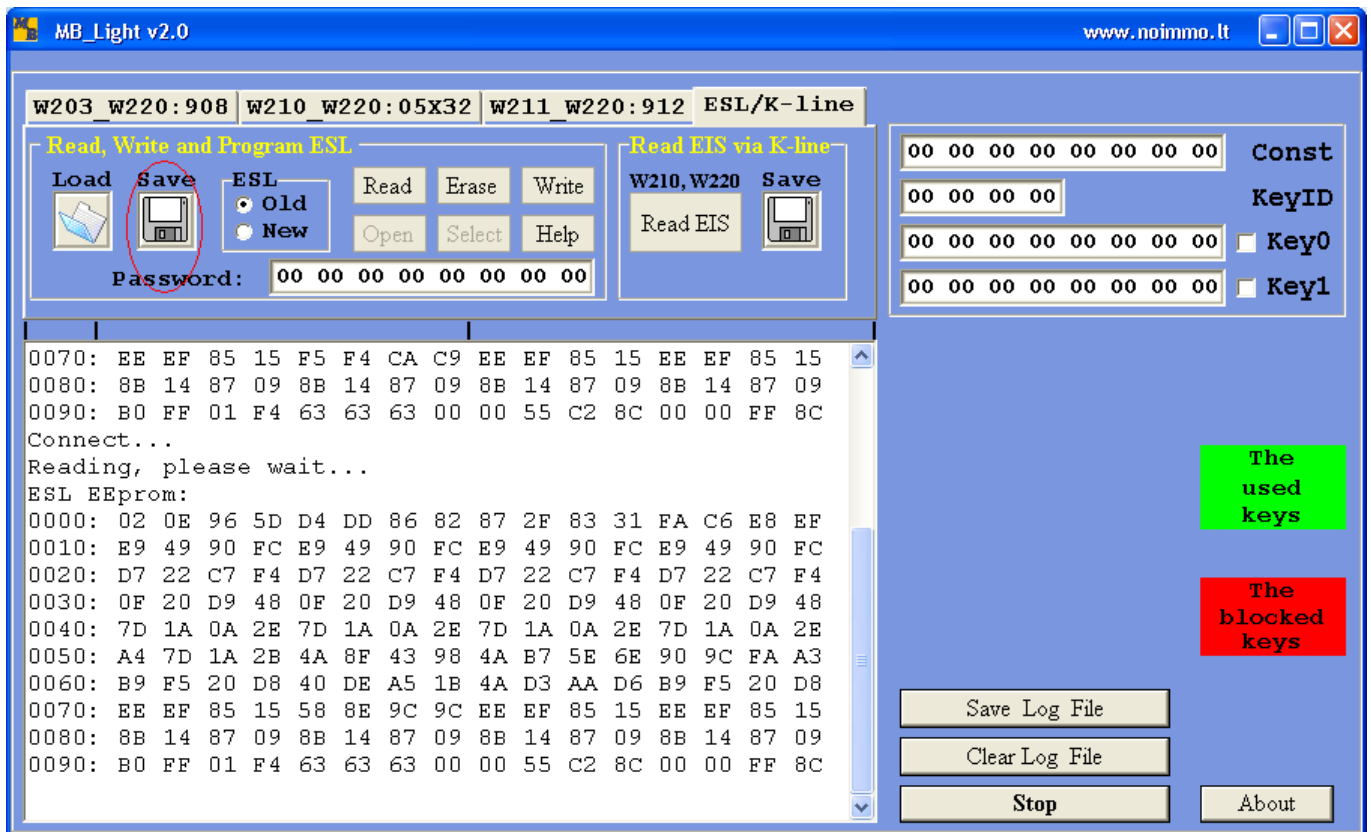 MB_Light v2.0 www.noimmo.lt
W203_W220:908 W210_W220:05X32 W211_W220:912 ESL/K-line
Read, Write and Program ESL
Load Save ESL
Old
New
Read Erase Write
Open Select Help
Password: 00 00 00 00 00 00 00 00
Read EIS via K-line
W210, W220 Save
Read EIS
00 00 00 00 00 00 00 00 Const
00 00 00 00 KeyID
00 00 00 00 00 00 00 00 Key0
00 00 00 00 00 00 00 00 Key1
0070: EE EF 85 15 F5 F4 CA C9 EE EF 85 15 EE EF 85 15
0080: 8B 14 87 09 8B 14 87 09 8B 14 87 09 8B 14 87 09
0090: B0 FF 01 F4 63 63 63 00 00 55 C2 8C 00 00 FF 8C
Connect...
Reading, please wait...
ESL EEprom:
0000: 02 0E 96 5D D4 DD 86 82 87 2F 83 31 FA C6 E8 EF
0010: E9 49 90 FC E9 49 90 FC E9 49 90 FC E9 49 90 FC
0020: D7 22 C7 F4 D7 22 C7 F4 D7 22 C7 F4 D7 22 C7 F4
0030: 0F 20 D9 48 0F 20 D9 48 0F 20 D9 48 0F 20 D9 48
0040: 7D 1A 0A 2E 7D 1A 0A 2E 7D 1A 0A 2E 7D 1A 0A 2E
0050: A4 7D 1A 2B 4A 8F 43 98 4A B7 5E 6E 90 9C FA A3
0060: B9 F5 20 D8 40 DE A5 1B 4A D3 AA D6 B9 F5 20 D8
0070: EE EF 85 15 58 8E 9C 9C EE EF 85 15 EE EF 85 15
0080: 8B 14 87 09 8B 14 87 09 8B 14 87 09 8B 14 87 09
0090: B0 FF 01 F4 63 63 63 00 00 55 C2 8C 00 00 FF 8C
The
used
keys
The
blocked
keys
Save Log File
Clear Log File
Stop About